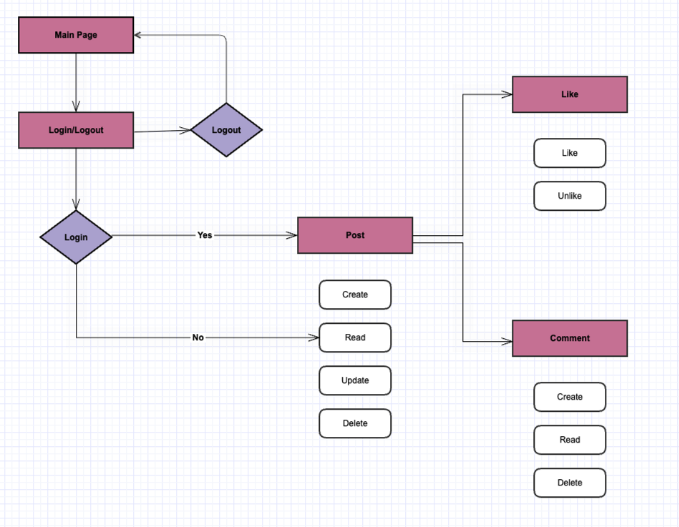 Main Page
Login/Logout
Logout
Login
Yes
No
Post
Create
Read
Update
Delete
Like
Like
Unlike
Comment
Create
Read
Delete